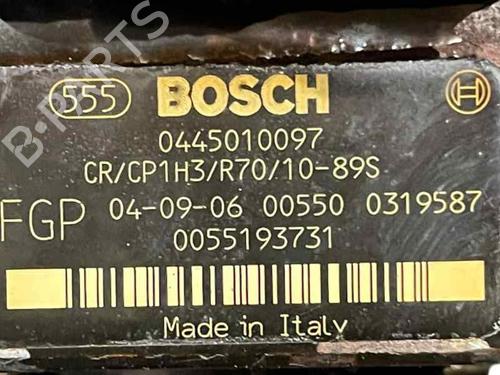 555 BOSCH
0445010097
CR/CP1H3/R70/10-89S
FGP 04-09-06 00550 0319587
0055193731
Made in Italy
B-PARTS